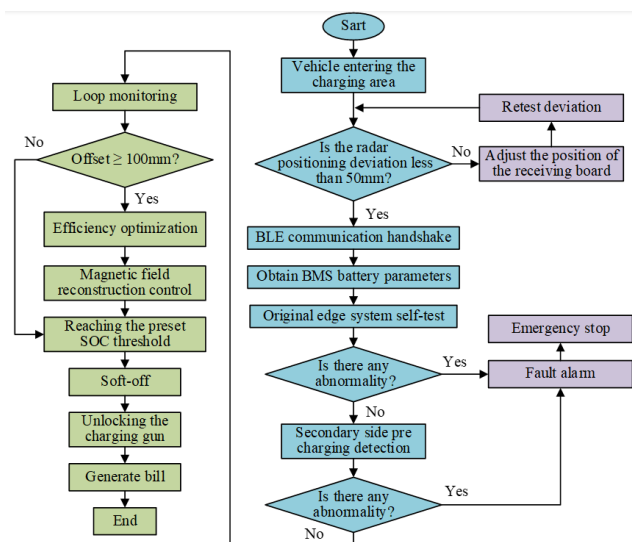 Sart
Vehicle entering the
charging area
Is the radar
positioning deviation less
than 50mm?
No
Adjust the position of
the receiving board
Retest deviation
Yes
BLE communication handshake
Obtain BMS battery parameters
Original edge system self-test
Is there any
abnormality?
Yes
Fault alarm
Emergency stop
No
Secondary side pre
charging detection
Is there any
abnormality?
Yes
No
Loop monitoring
Offset ≥ 100mm?
No
Yes
Efficiency optimization
Magnetic field
reconstruction control
Reaching the preset
SOC threshold
Soft-off
Unlocking the
charging gun
Generate bill
End